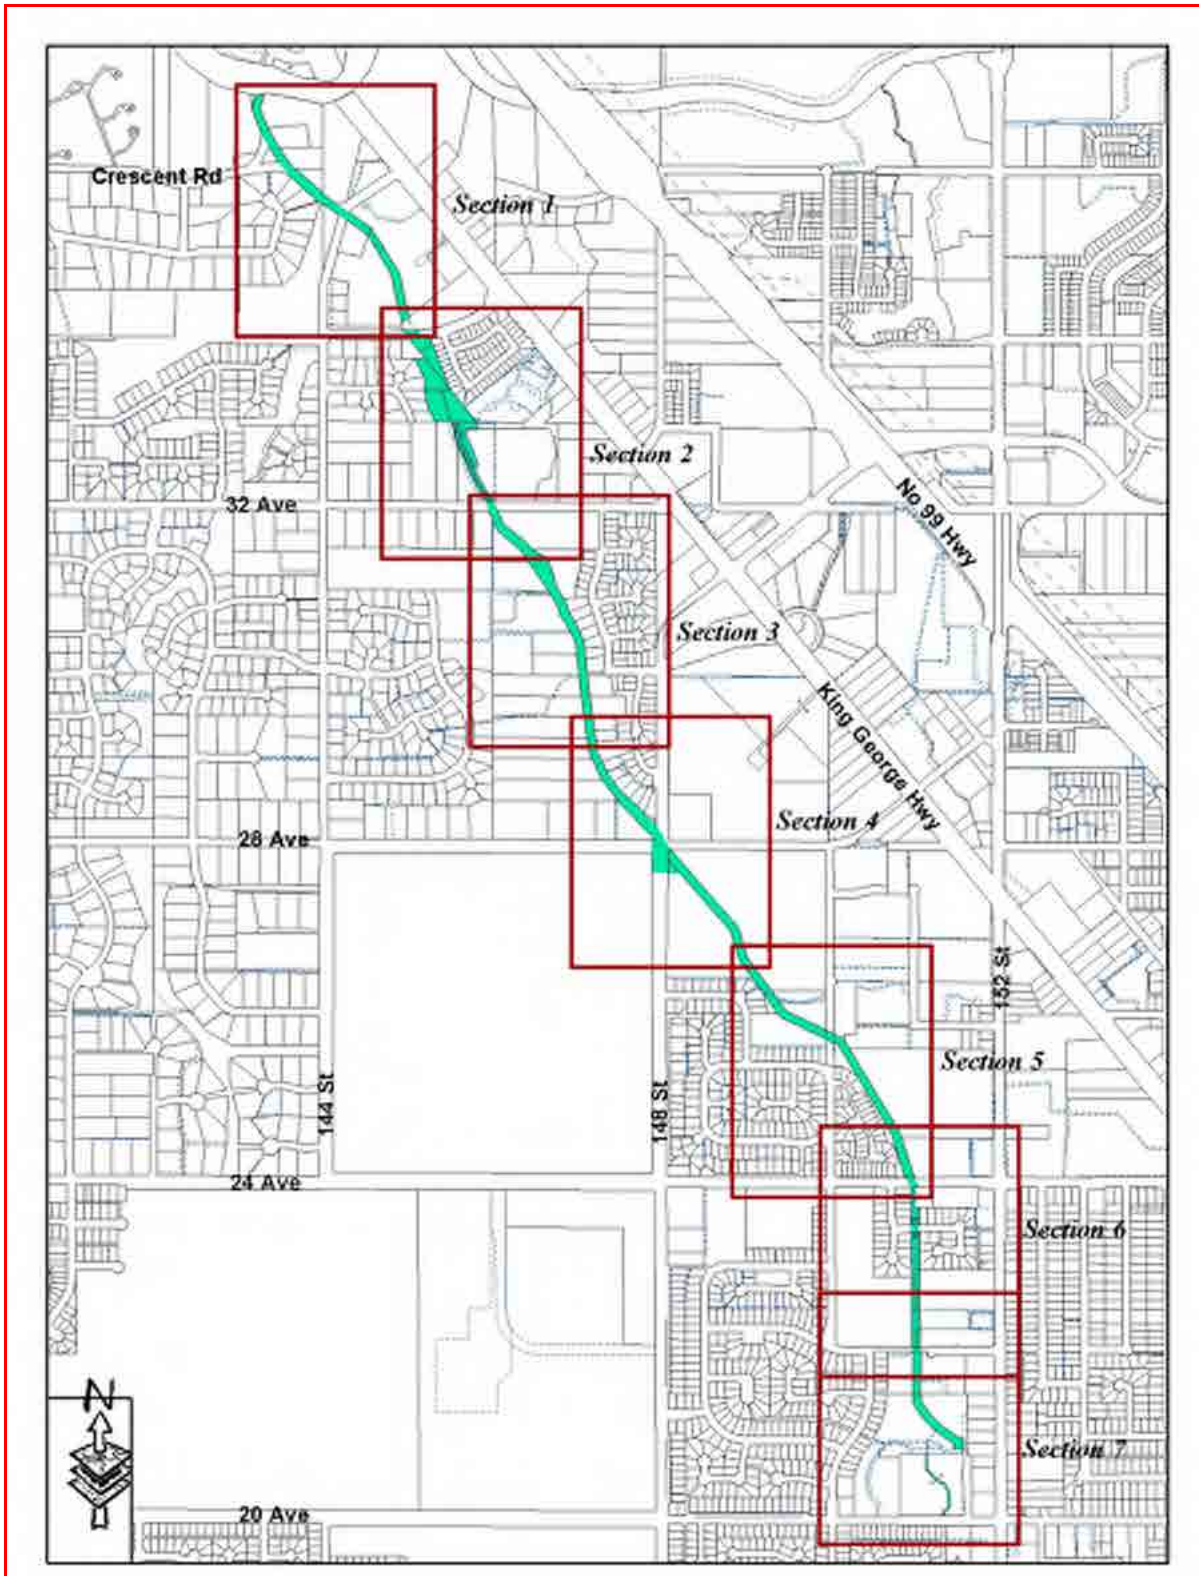 Crescent Rd
Section 1
Section 2
32 Ave
No 99 Hwy
Section 3
King George Hwy
Section 4
28 Ave
152 St
Section 5
144 St
148 St
24 Ave
Section 6
N
Section 7
20 Ave